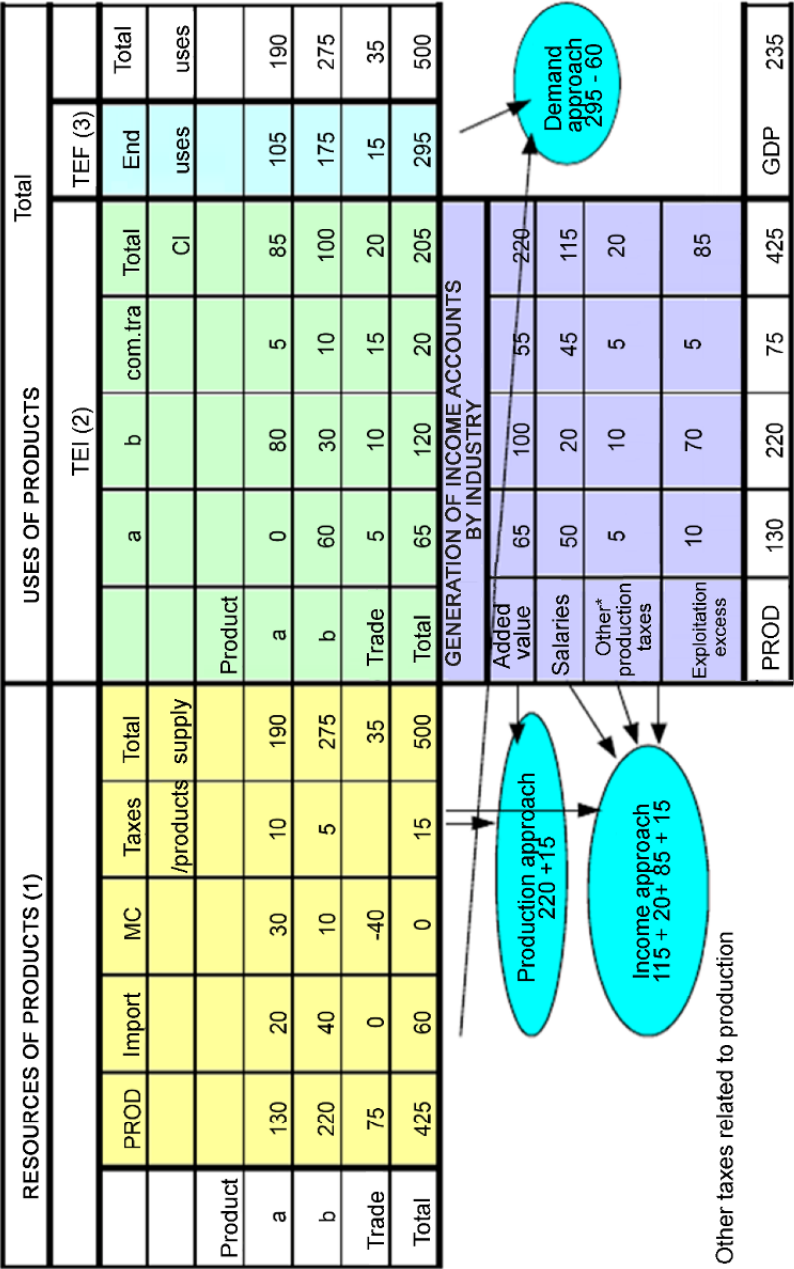 RESOURCES OF PRODUCTS (1) USES OF PRODUCTS Total
TEI (2) TEF (3)
PROD Import MC Taxes Total a b com.tra Total End Total
/products supply CI uses uses
Product Product
a 130 20 30 10 190 a 0 80 5 85 105 190
b 220 40 10 5 275 b 60 30 10 100 175 275
Trade 75 0 -40 35 Trade 5 10 15 20 15 35
Total 425 60 0 15 500 Total 65 120 20 205 295 500
GENERATION OF INCOME ACCOUNTS
BY INDUSTRY
Added
value 65 100 55 220
Salaries 50 20 45 115
Other*
production
taxes 5 10 5 20
Exploitation
excess 10 70 5 85
PROD 130 220 75 425 GDP 235
Production approach
220 +15
Income approach
115 + 20+ 85 + 15
Demand
approach
295 - 60
Other taxes related to production